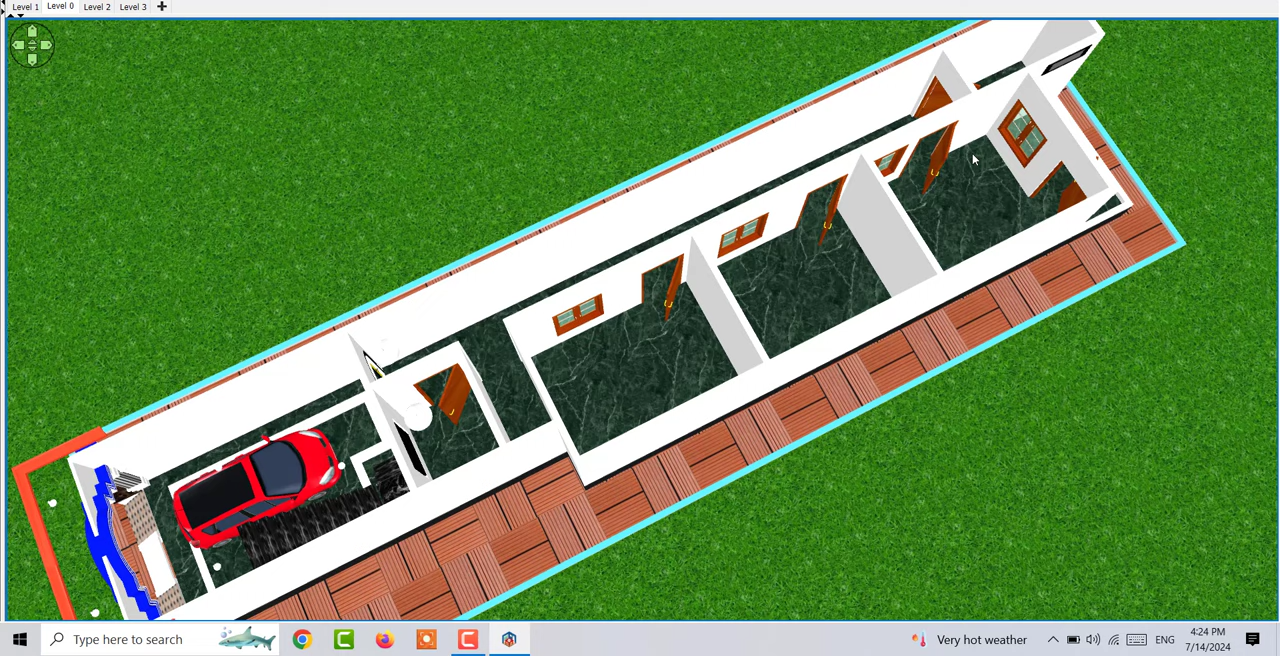 Level 1 Level 0 Level 2 Level 3
Type here to search
Very hot weather
ENG
4:24 PM
7/14/2024